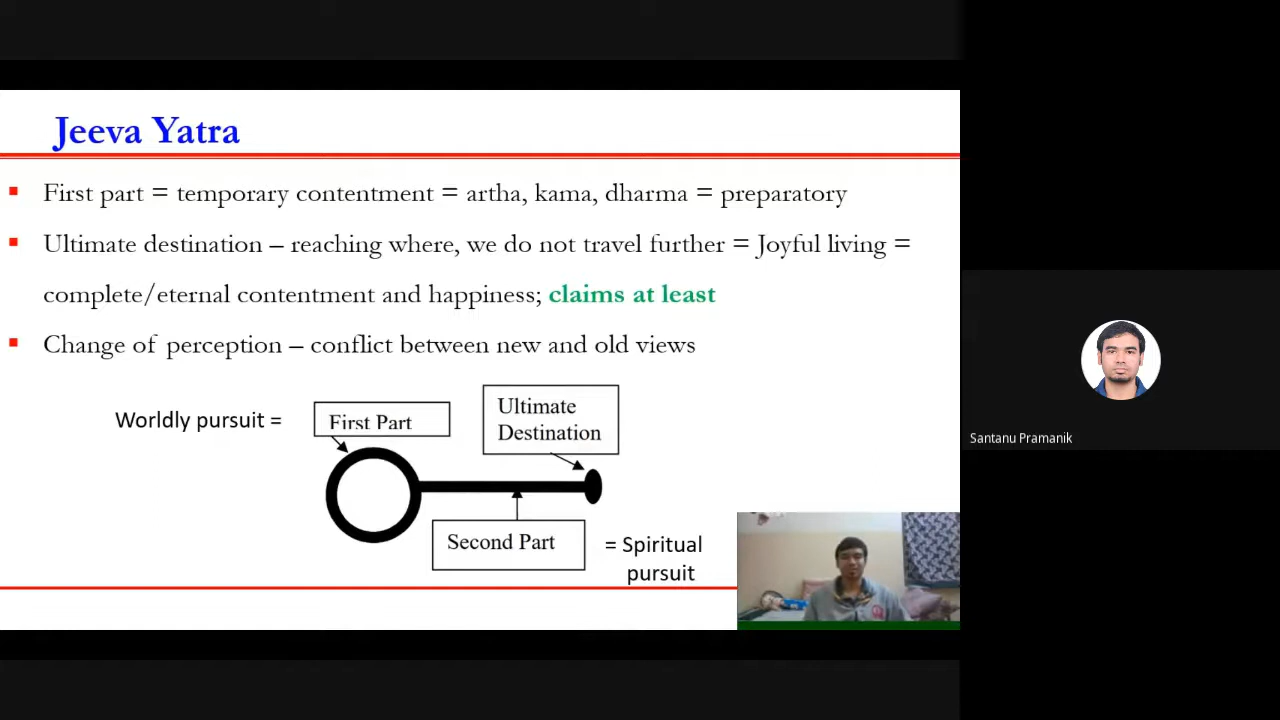 Jeeva Yatra
First part = temporary contentment = artha, kama, dharma = preparatory
Ultimate destination – reaching where, we do not travel further = Joyful living =
complete/eternal contentment and happiness; claims at least
Change of perception – conflict between new and old views
Worldly pursuit =
First Part
Ultimate
Destination
Second Part
= Spiritual
pursuit
Santanu Pramanik